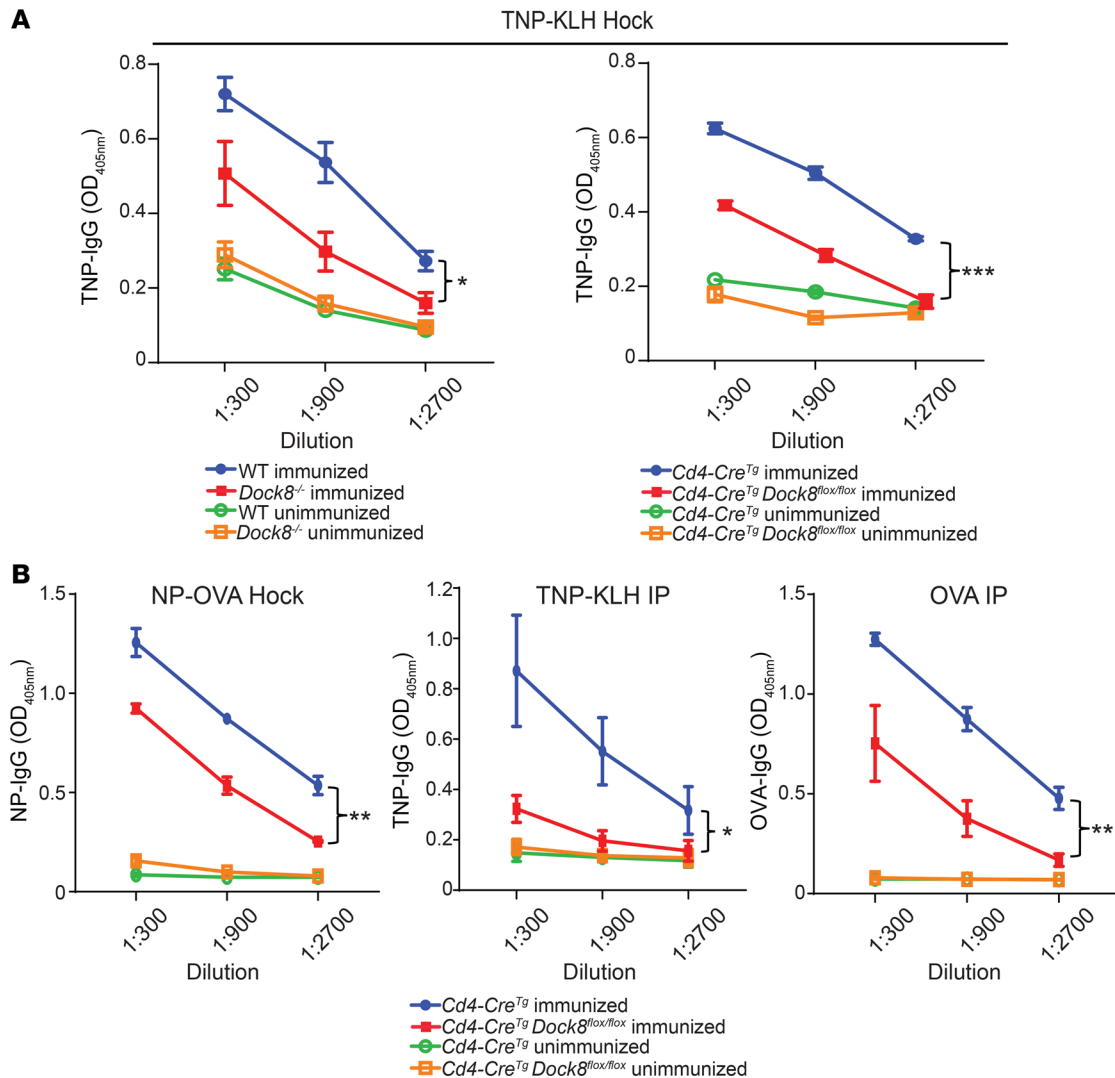 A
TNP-KLH Hock
TNP-IgG (OD405nm)
0.8
0.6
0.4
0.2
0
1:300
1:900
1:2700
Dilution
*
WT immunized
Dock8-/- immunized
WT unimmunized
Dock8-/- unimmunized
TNP-IgG (OD405nm)
0.8
0.6
0.4
0.2
0
1:300
1:900
1:2700
Dilution
***
Cd4-CreTg immunized
Cd4-CreTg Dock8flox/flox immunized
Cd4-CreTg unimmunized
Cd4-CreTg Dock8flox/flox unimmunized
B
NP-OVA Hock
NP-IgG (OD405nm)
1.5
1.0
0.5
0
1:300
1:900
1:2700
Dilution
**
TNP-KLH IP
TNP-IgG (OD405nm)
1.2
1.0
0.8
0.6
0.4
0.2
0
1:300
1:900
1:2700
Dilution
*
OVA IP
OVA-IgG (OD405nm)
1.5
1.0
0.5
0
1:300
1:900
1:2700
Dilution
**
Cd4-CreTg immunized
Cd4-CreTg Dock8flox/flox immunized
Cd4-CreTg unimmunized
Cd4-CreTg Dock8flox/flox unimmunized